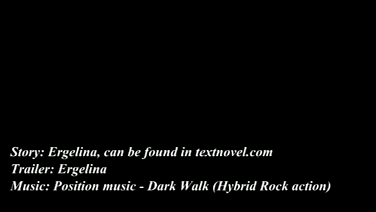 Story: Ergelina, can be found in textnovel.com
Trailer: Ergelina
Music: Position music - Dark Walk (Hybrid Rock action)